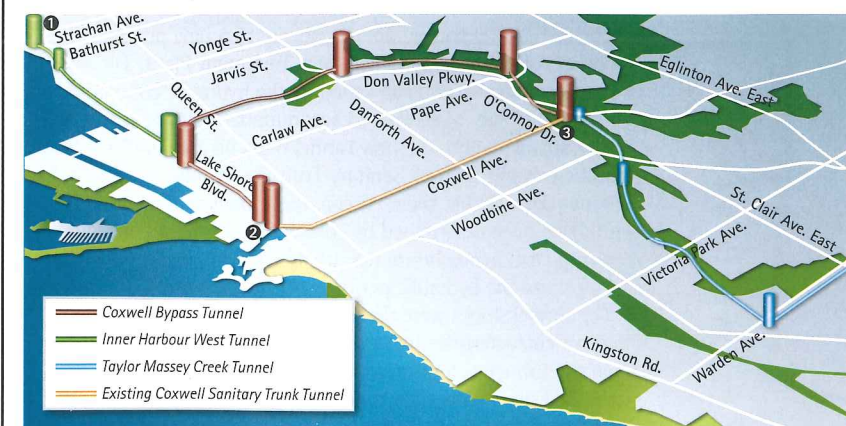 1
Strachan Ave.
Bathurst St.
Yonge St.
Jarvis St.
Queen St.
Don Valley Pkwy.
Eglinton Ave. East
Carlaw Ave.
Danforth Ave.
Pape Ave.
O'Connor Dr.
3
Lake Shore
Blvd.
Coxwell Ave.
2
Woodbine Ave.
St. Clair Ave. East
Victoria Park Ave.
Kingston Rd.
Warden Ave.
Coxwell Bypass Tunnel
Inner Harbour West Tunnel
Taylor Massey Creek Tunnel
Existing Coxwell Sanitary Trunk Tunnel